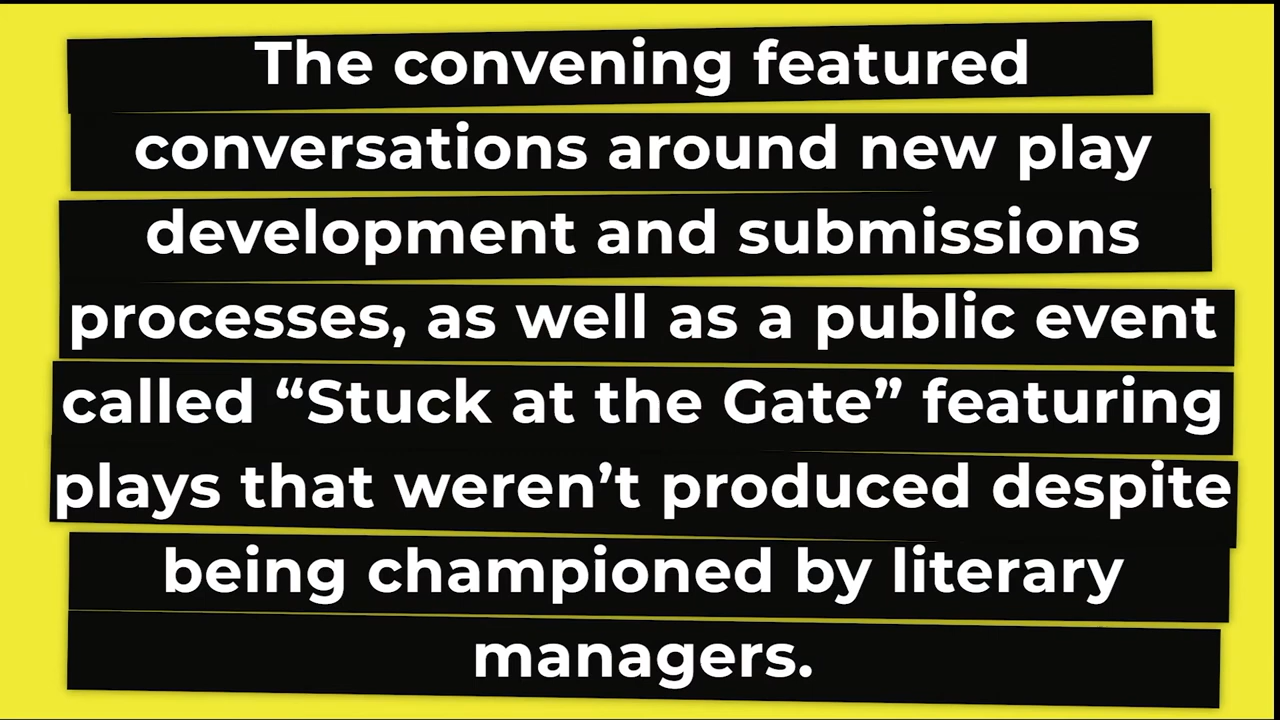 The convening featured
conversations around new play
development and submissions
processes, as well as a public event
called “Stuck at the Gate” featuring
plays that weren’t produced despite
being championed by literary
managers.